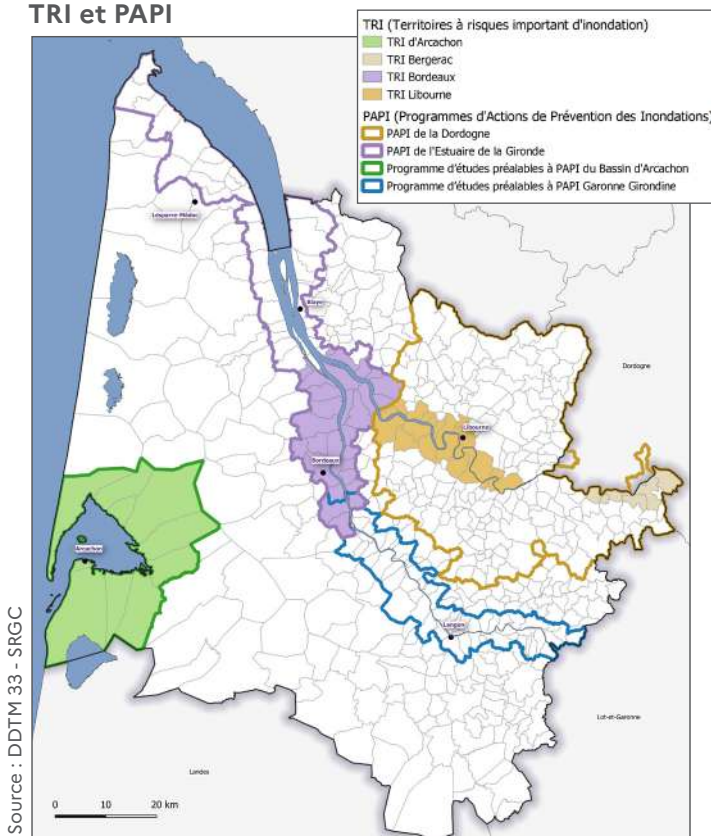 TRI et PAPI
TRI (Territoires à risques important d'inondation)
TRI d'Arcachon
TRI Bergerac
TRI Bordeaux
TRI Libourne
PAPI (Programmes d'Actions de Prévention des Inondations)
PAPI de la Dordogne
PAPI de l'Estuaire de la Gironde
Programme d'études préalables à PAPI du Bassin d'Arcachon
Programme d'études préalables à PAPI Garonne Girondine
Lesparre-Médoc
Blaye
Dordogne
Libourne
Bordeaux
Arcachon
Langon
Lot-et-Garonne
Landes
0 10 20 km
Source : DDTM 33 - SRGC